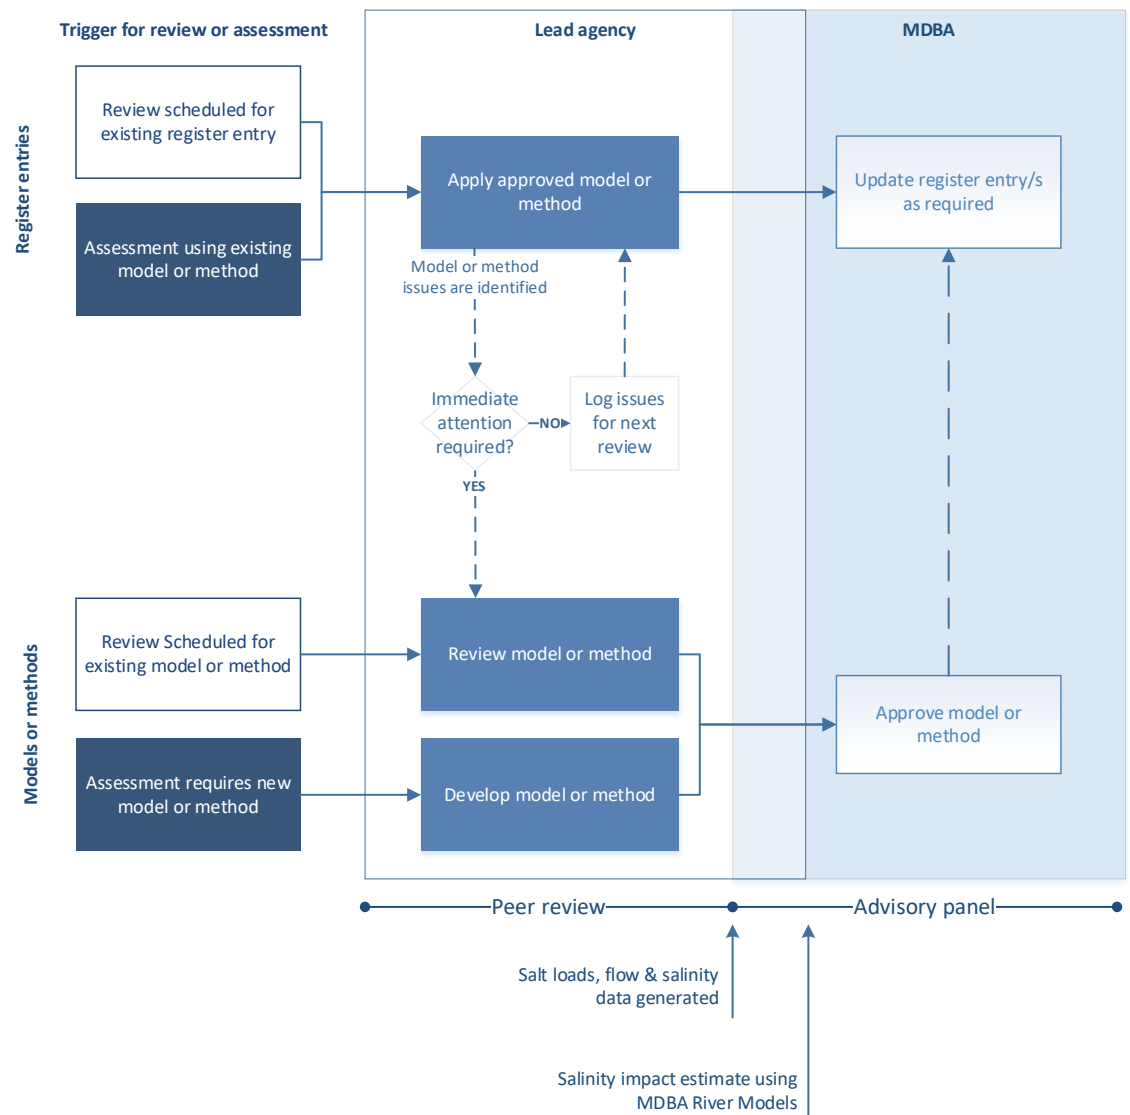 Trigger for review or assessment
Lead agency
MDBA
Register entries
Review scheduled for
existing register entry
Assessment using existing
model or method
Apply approved model or
method
Update register entry/s
as required
Model or method
issues are identified
Immediate
attention
required?
NO
Log issues
for next
review
YES
Models or methods
Review Scheduled for
existing model or method
Review model or method
Approve model or
method
Assessment requires new
model or method
Develop model or method
Peer review
Advisory panel
Salt loads, flow & salinity
data generated
Salinity impact estimate using
MDBA River Models